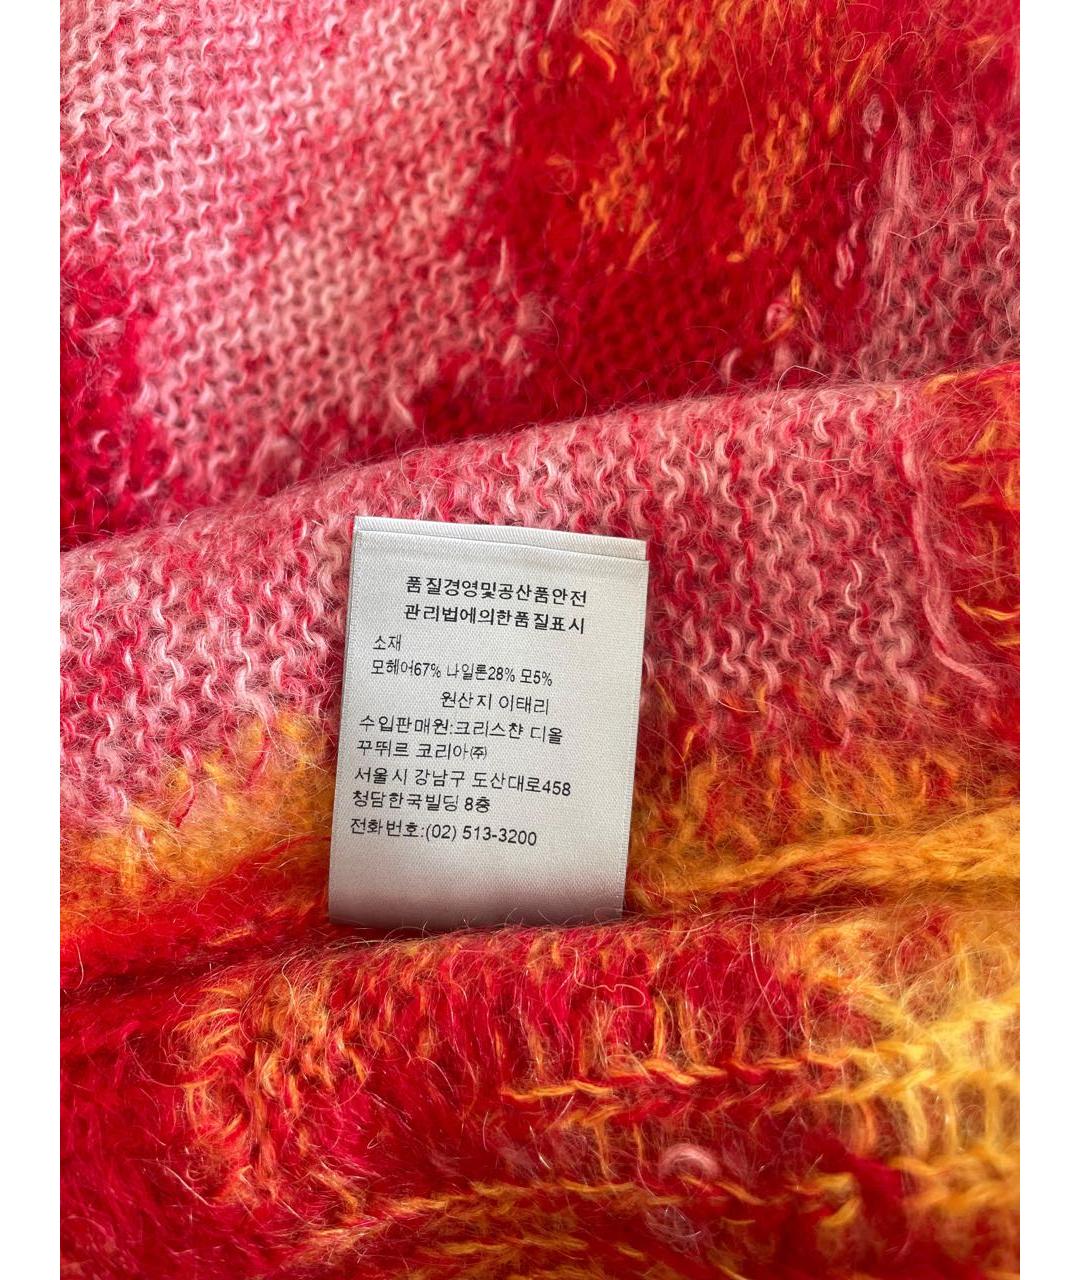 품질경영및공산품안전
관리법에의한품질표시
소재
모헤어67% 나일론28% 모5%
원산지 이태리
수입판매원:크리스챤 디올
꾸뛰르 코리아㈜
서울시 강남구 도산대로458
청담한국빌딩 8층
전화번호:(02) 513-3200